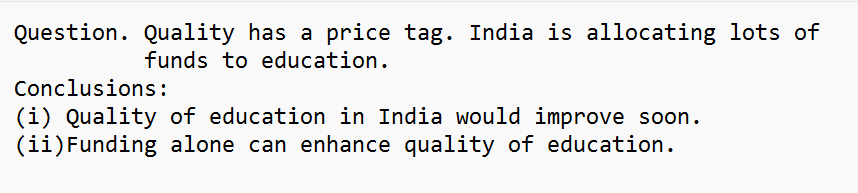 Question. Quality has a price tag. India is allocating lots of
funds to education.
Conclusions:
(i) Quality of education in India would improve soon.
(ii)Funding alone can enhance quality of education.